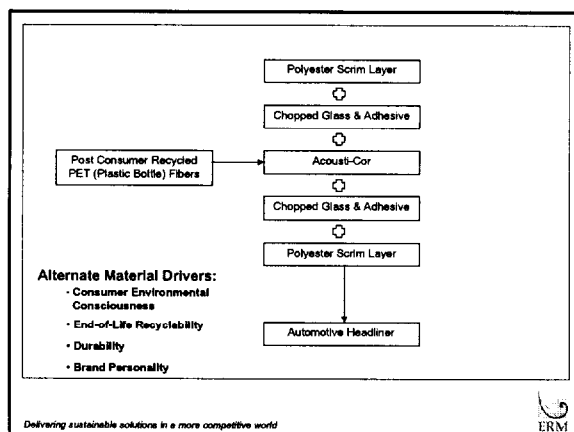 Polyester Scrim Layer
Chopped Glass & Adhesive
Post Consumer Recycled
PET (Plastic Bottle) Fibers
Acousti-Cor
Chopped Glass & Adhesive
Polyester Scrim Layer
Alternate Material Drivers:
· Consumer Environmental
Consciousness
· End-of-Life Recyclability
· Durability
· Brand Personality
Automotive Headliner
Delivering sustainable solutions in a more competitive world
ERM